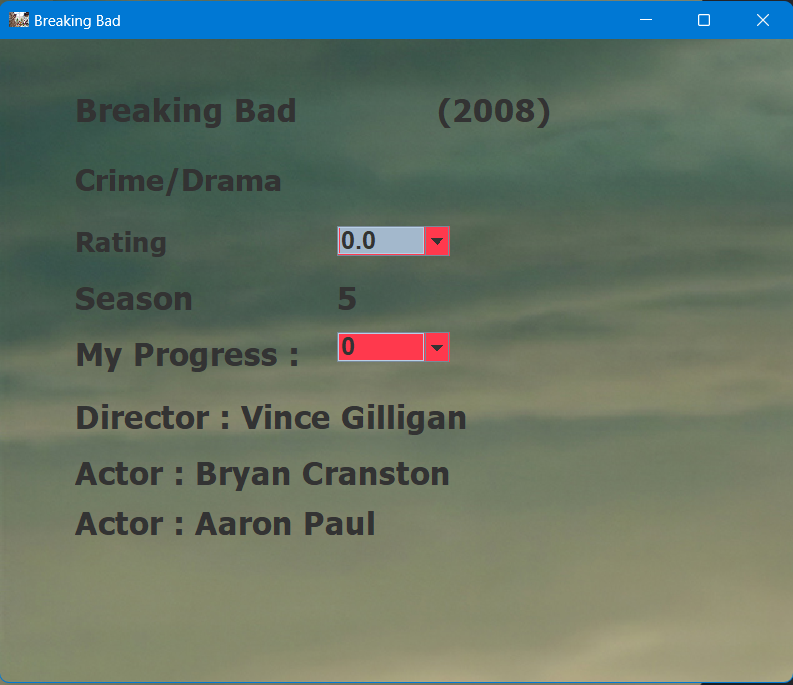 Breaking Bad
Breaking Bad (2008)
Crime/Drama
Rating 0.0
Season 5
My Progress : 0
Director : Vince Gilligan
Actor : Bryan Cranston
Actor : Aaron Paul